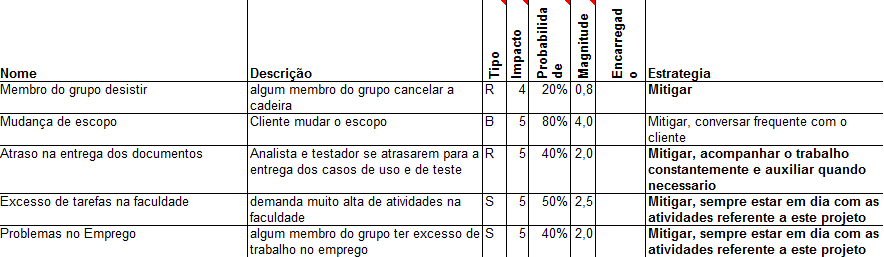 Nome Descrição Tipo Impacto Probabilida de Magnitude Encarregad o Estrategia
Membro do grupo desistir algum membro do grupo cancelar a R 4 20% 0,8 Mitigar
cadeira
Mudança de escopo Cliente mudar o escopo B 5 80% 4,0 Mitigar, conversar frequente com o
cliente
Atraso na entrega dos documentos Analista e testador se atrasarem para a R 5 40% 2,0 Mitigar, acompanhar o trabalho
entrega dos casos de uso e de teste constantemente e auxiliar quando
necessario
Excesso de tarefas na faculdade demanda muito alta de atividades na S 5 50% 2,5 Mitigar, sempre estar em dia com as
faculdade atividades referente a este projeto
Problemas no Emprego algum membro do grupo ter excesso de S 5 40% 2,0 Mitigar, sempre estar em dia com as
trabalho no emprego atividades referente a este projeto